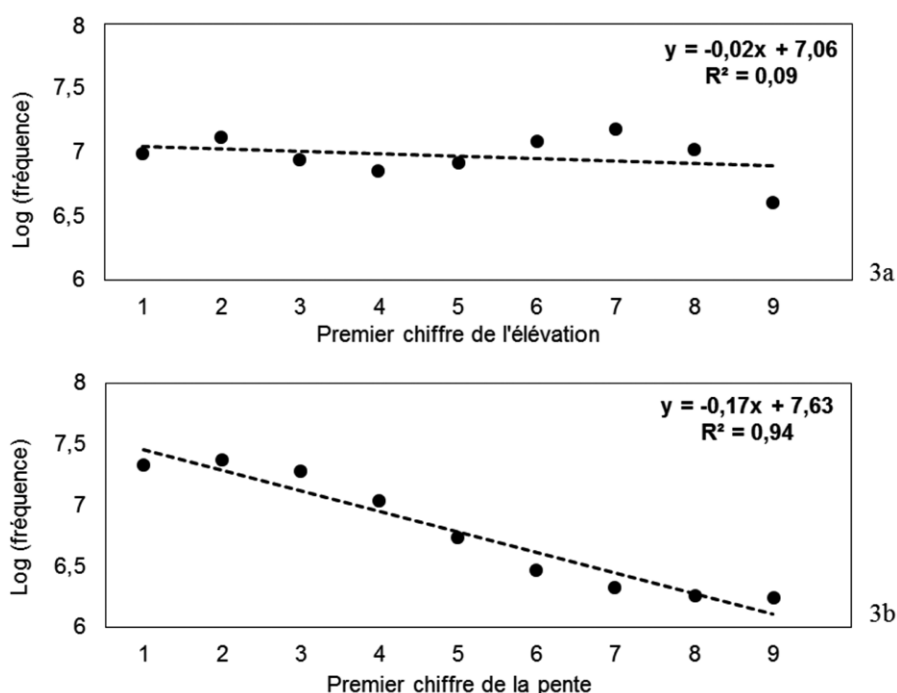 8
y = -0,02x + 7,06
R² = 0,09
7,5
Log (fréquence)
7
6,5
6
3a
1 2 3 4 5 6 7 8 9
Premier chiffre de l'élévation
8
y = -0,17x + 7,63
R² = 0,94
7,5
Log (fréquence)
7
6,5
6
3b
1 2 3 4 5 6 7 8 9
Premier chiffre de la pente